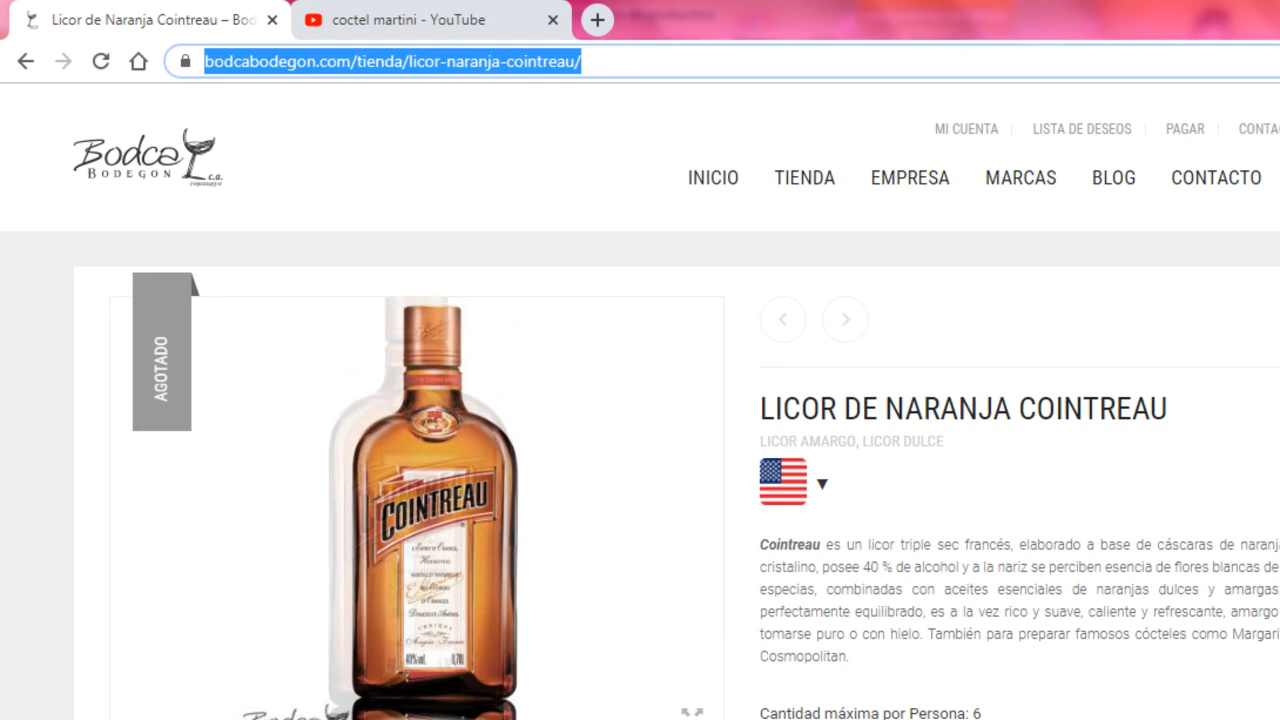 Licor de Naranja Cointreau – Bod
coctel martini - YouTube
bodcabodegon.com/tienda/licor-naranja-cointreau/
Bodca
BODEGON
c.a.
MI CUENTA
LISTA DE DESEOS
PAGAR
CONTA
INICIO
TIENDA
EMPRESA
MARCAS
BLOG
CONTACTO
AGOTADO
COINTREAU
40%vol. 0,70l
LICOR DE NARANJA COINTREAU
LICOR AMARGO, LICOR DULCE
Cointreau es un licor triple sec francés, elaborado a base de cáscaras de naranj
cristalino, posee 40 % de alcohol y a la nariz se perciben esencia de flores blancas de
especias, combinadas con aceites esenciales de naranjas dulces y amargas.
perfectamente equilibrado, es a la vez rico y suave, caliente y refrescante, amargo
tomarse puro o con hielo. También para preparar famosos cócteles como Margari
Cosmopolitan.
Cantidad máxima por Persona: 6